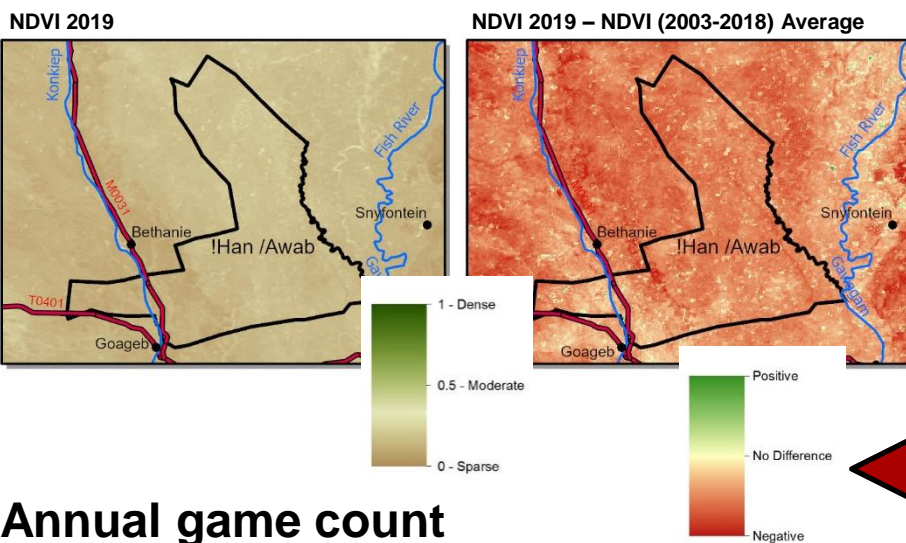 NDVI 2019
NDVI 2019 – NDVI (2003-2018) Average
Konkiep
M0031
Bethanie
!Han /Awab
Fish River
Snyfontein
T0401
Goageb
Konkiep
Bethanie
!Han /Awab
Fish River
Snyfontein
T0401
Goageb
1 - Dense
0.5 - Moderate
0 - Sparse
Positive
No Difference
Negative
Annual game count